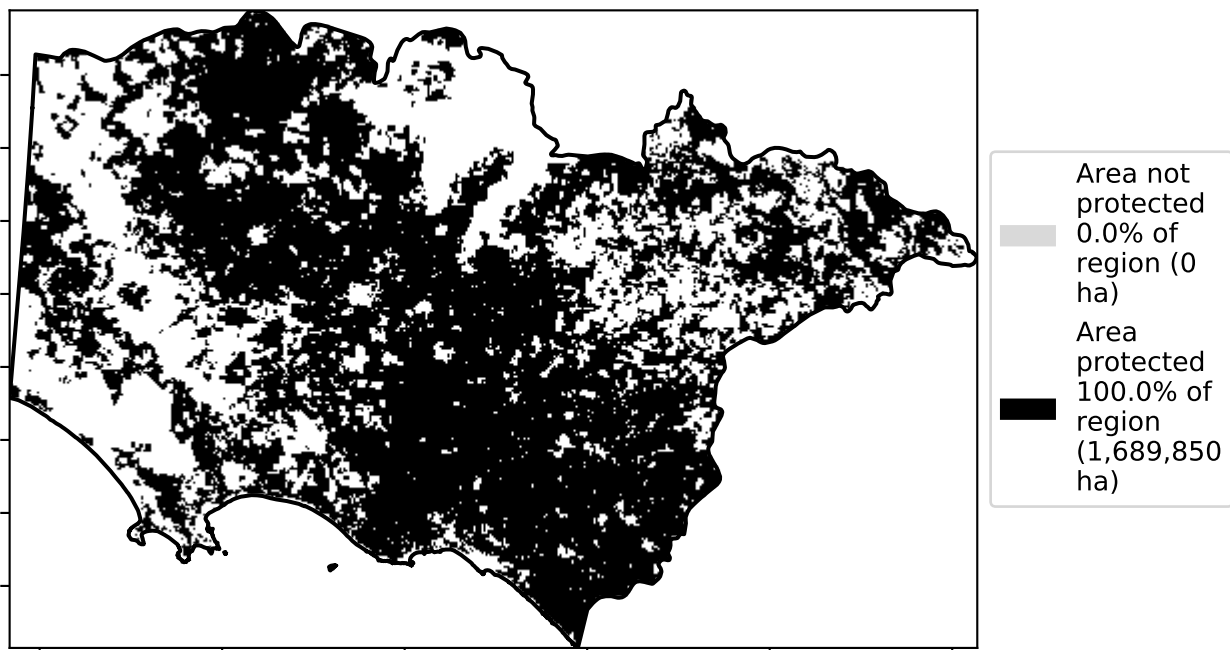 Area not
protected
0.0% of
region (0
ha)
Area
protected
100.0% of
region
(1,689,850
ha)